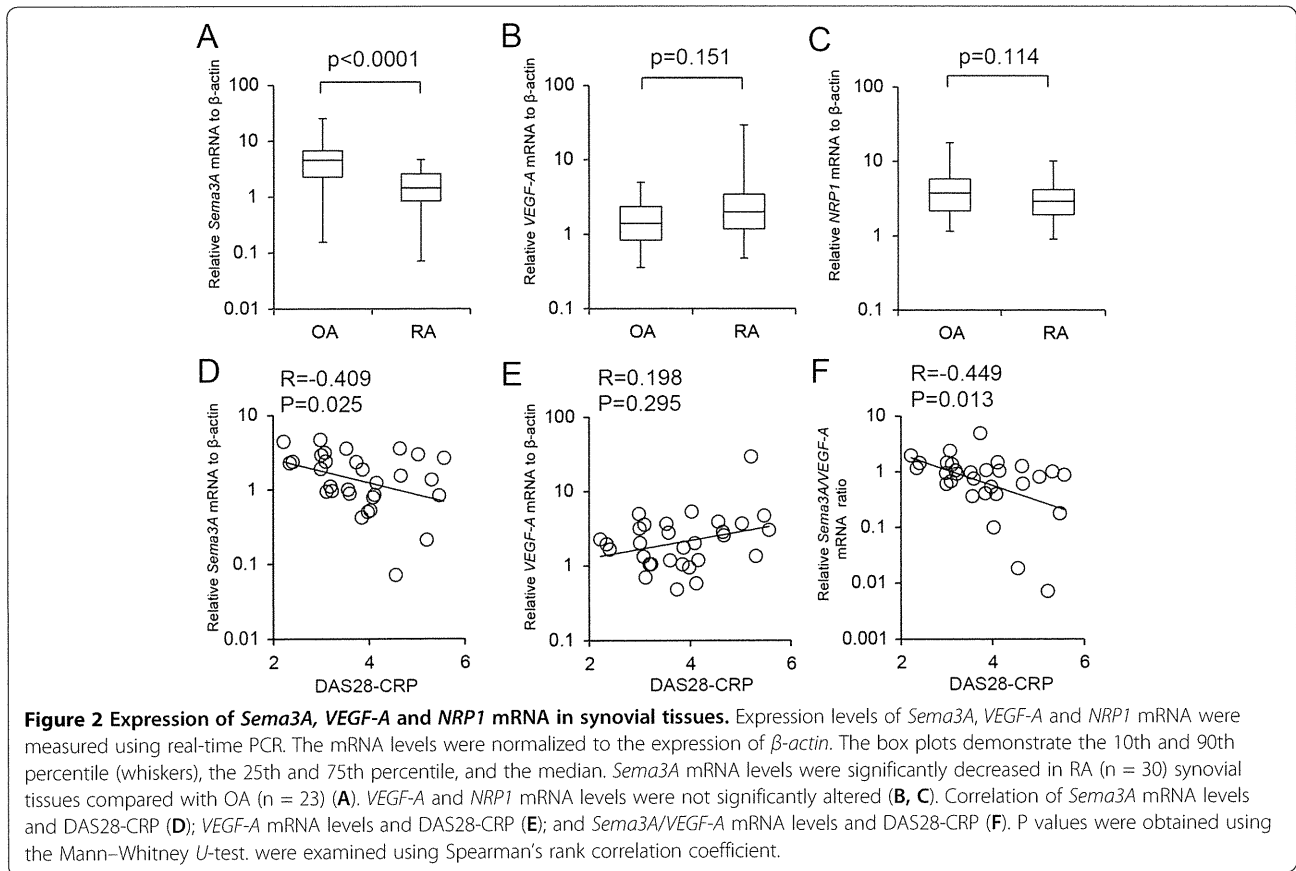 A
p<0.0001
Relative Sema3A mRNA to β-actin
100
10
1
0.1
0.01
OA
RA
B
p=0.151
Relative VEGF-A mRNA to β-actin
100
10
1
0.1
OA
RA
C
p=0.114
Relative NRP1 mRNA to β-actin
100
10
1
0.1
OA
RA
D
R=-0.409
P=0.025
Relative Sema3A mRNA to β-actin
10
1
0.1
0.01
2
4
6
DAS28-CRP
E
R=0.198
P=0.295
Relative VEGF-A mRNA to β-actin
100
10
1
0.1
2
4
6
DAS28-CRP
F
R=-0.449
P=0.013
Relative Sema3A/VEGF-A
mRNA ratio
10
1
0.1
0.01
0.001
2
4
6
DAS28-CRP
Figure 2 Expression of Sema3A, VEGF-A and NRP1 mRNA in synovial tissues. Expression levels of Sema3A, VEGF-A and NRP1 mRNA were
measured using real-time PCR. The mRNA levels were normalized to the expression of β-actin. The box plots demonstrate the 10th and 90th
percentile (whiskers), the 25th and 75th percentile, and the median. Sema3A mRNA levels were significantly decreased in RA (n = 30) synovial
tissues compared with OA (n = 23) (A). VEGF-A and NRP1 mRNA levels were not significantly altered (B, C). Correlation of Sema3A mRNA levels
and DAS28-CRP (D); VEGF-A mRNA levels and DAS28-CRP (E); and Sema3A/VEGF-A mRNA levels and DAS28-CRP (F). P values were obtained using
the Mann–Whitney U-test. were examined using Spearman's rank correlation coefficient.